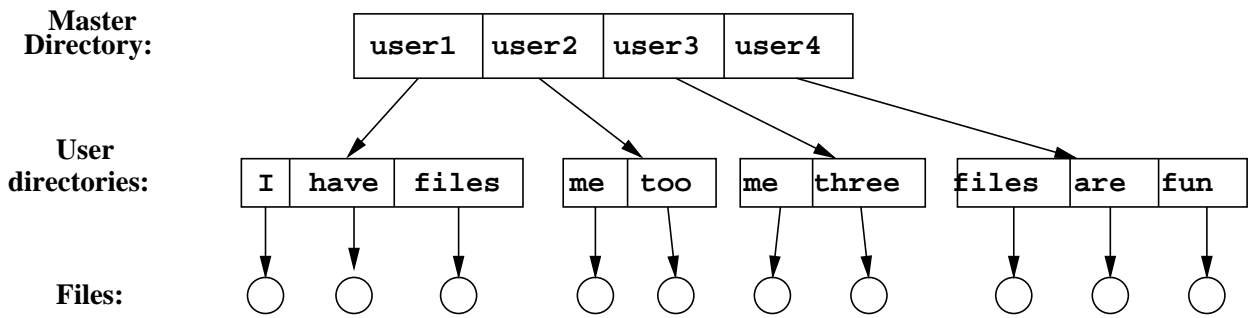 Master
Directory:
user1 user2 user3 user4
User
directories:
I have files me too me three files are fun
Files: